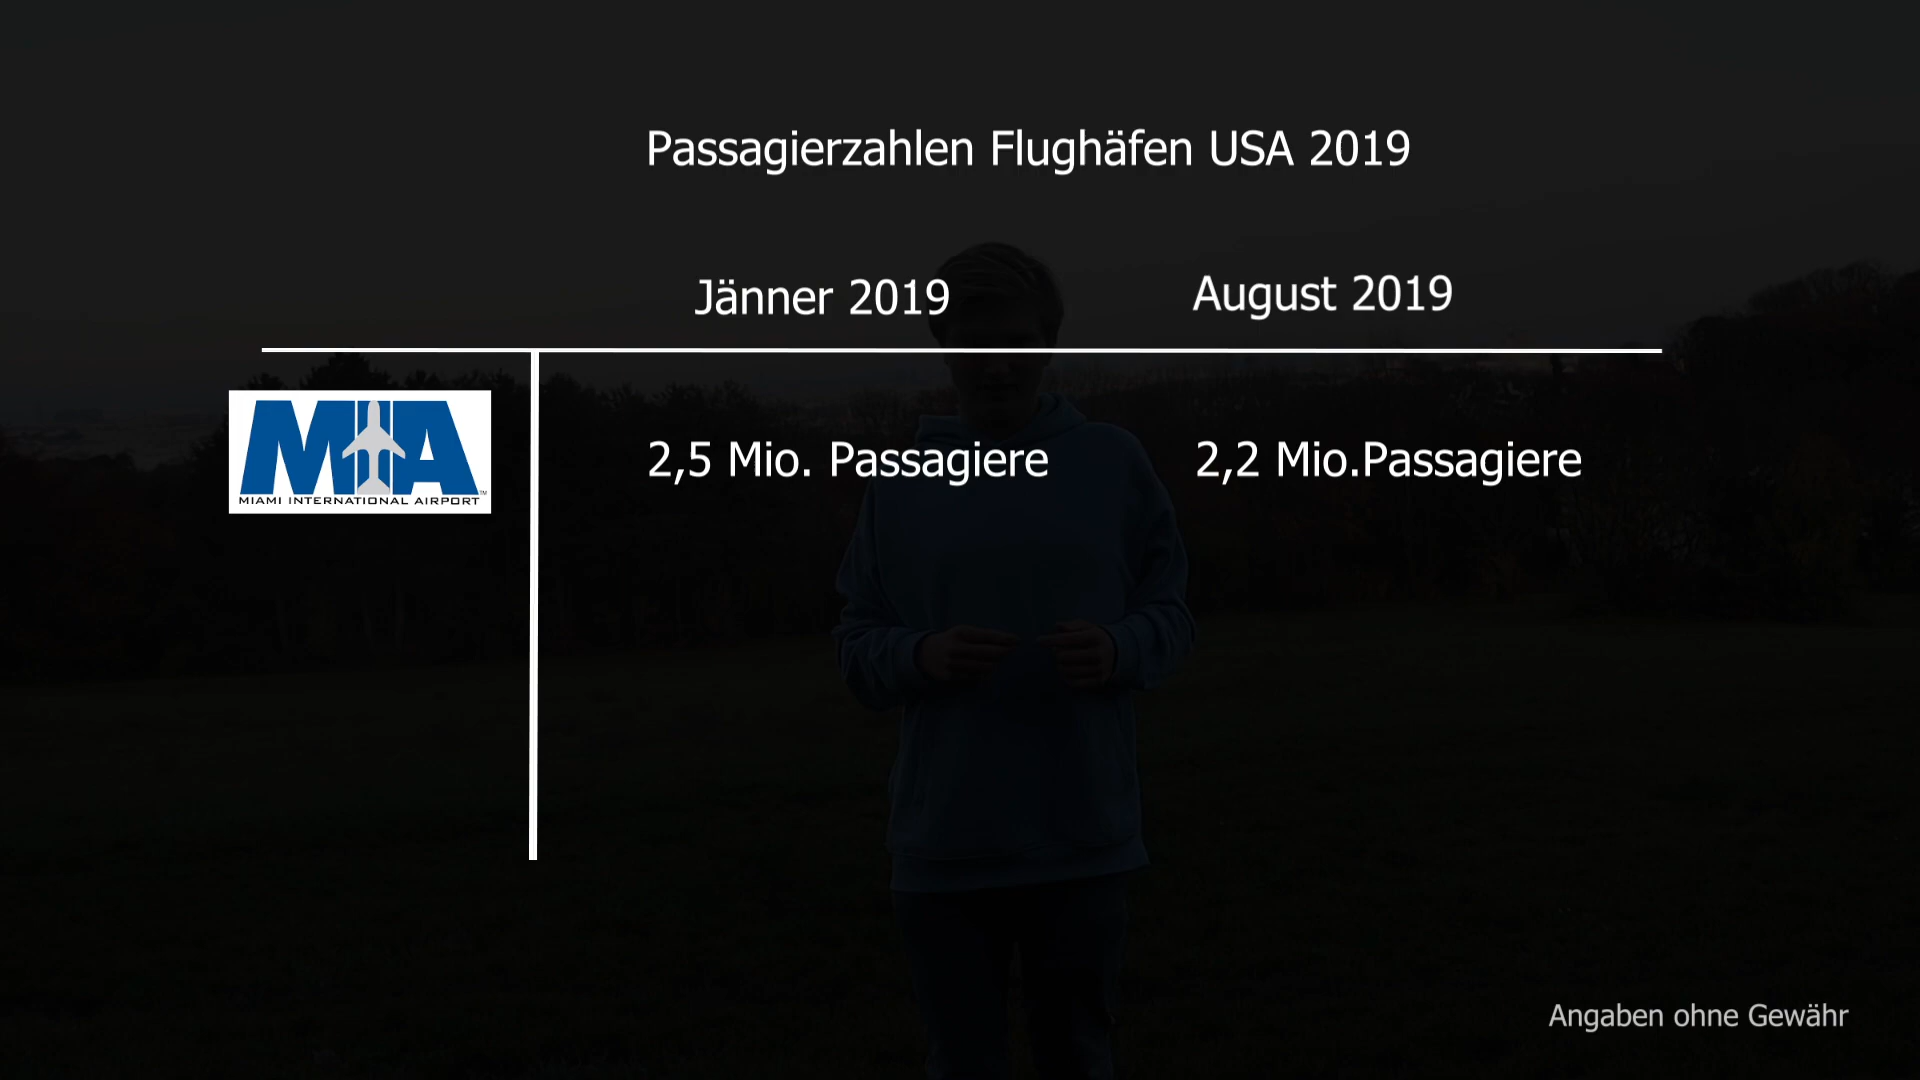 Passagierzahlen Flughäfen USA 2019
Jänner 2019
August 2019
MIA
TM
MIAMI INTERNATIONAL AIRPORT
2,5 Mio. Passagiere
2,2 Mio.Passagiere
Angaben ohne Gewähr